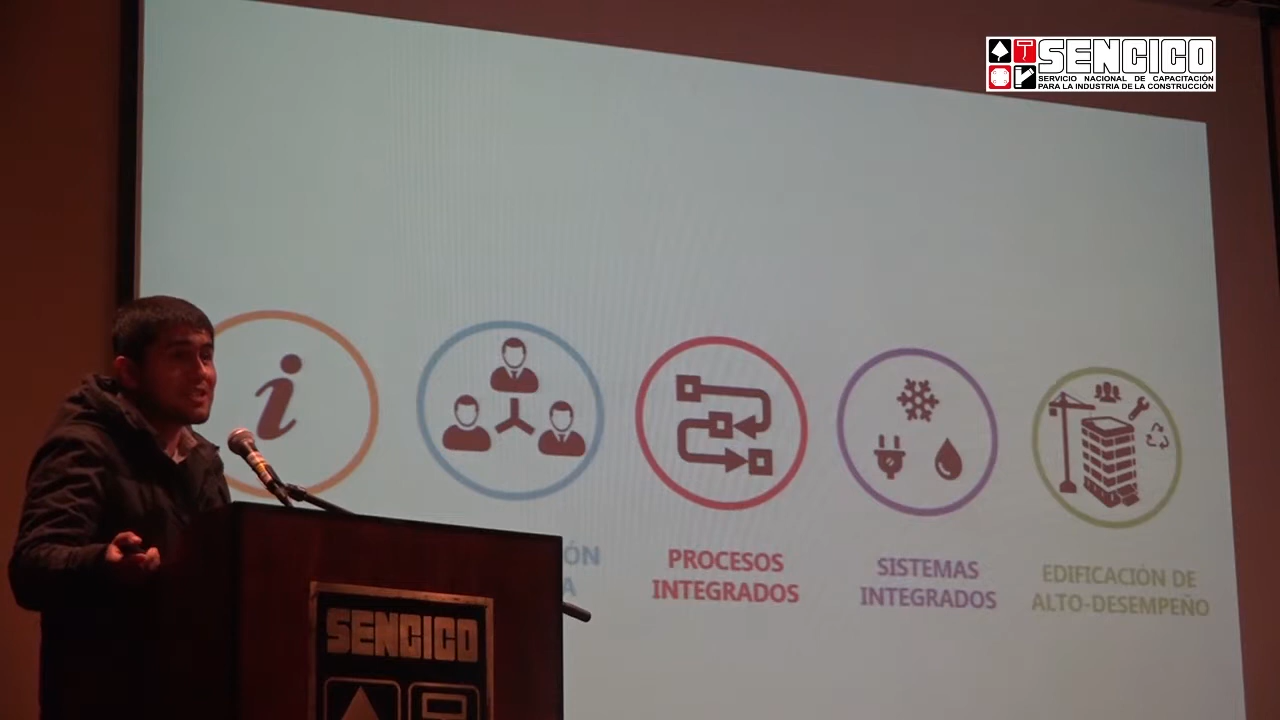 SENCICO
SERVICIO NACIONAL DE CAPACITACIÓN
PARA LA INDUSTRIA DE LA CONSTRUCCIÓN
PROCESOS
INTEGRADOS
SISTEMAS
INTEGRADOS
EDIFICACIÓN DE
ALTO-DESEMPEÑO
SENCICO